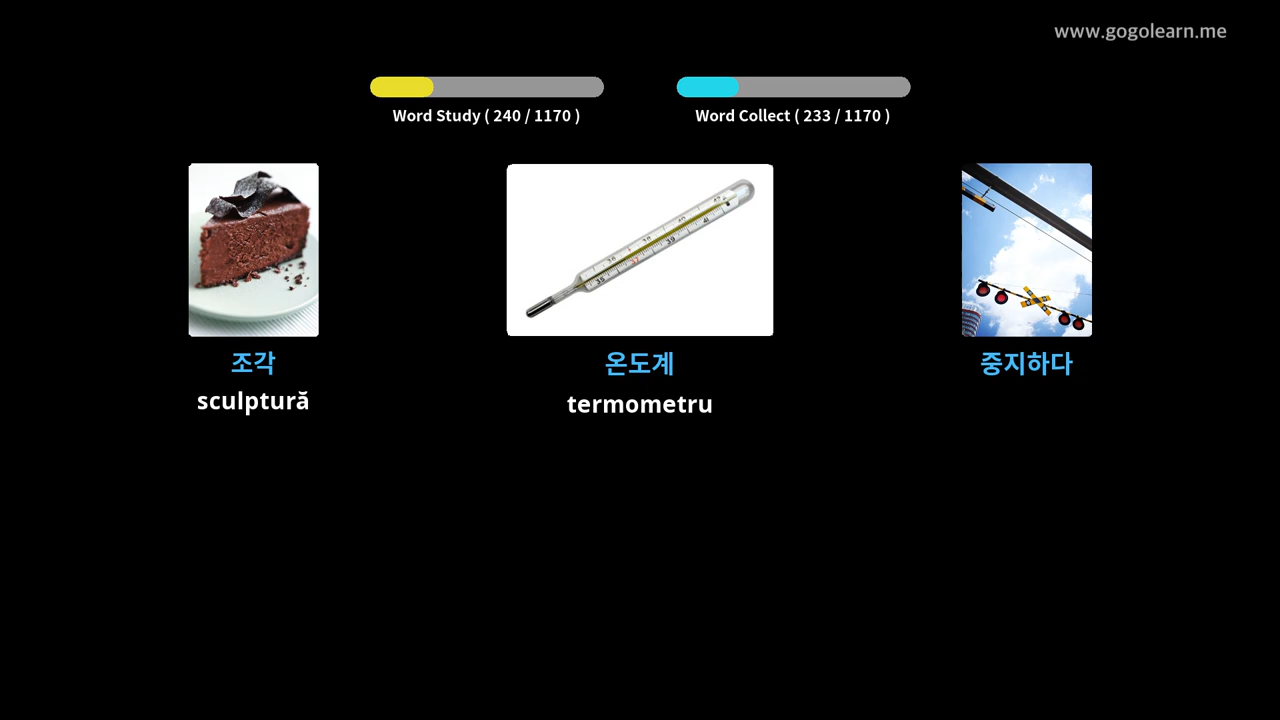 www.gogolearn.me
Word Study ( 240 / 1170 )
Word Collect ( 233 / 1170 )
조각
온도계
중지하다
sculptură
termometru